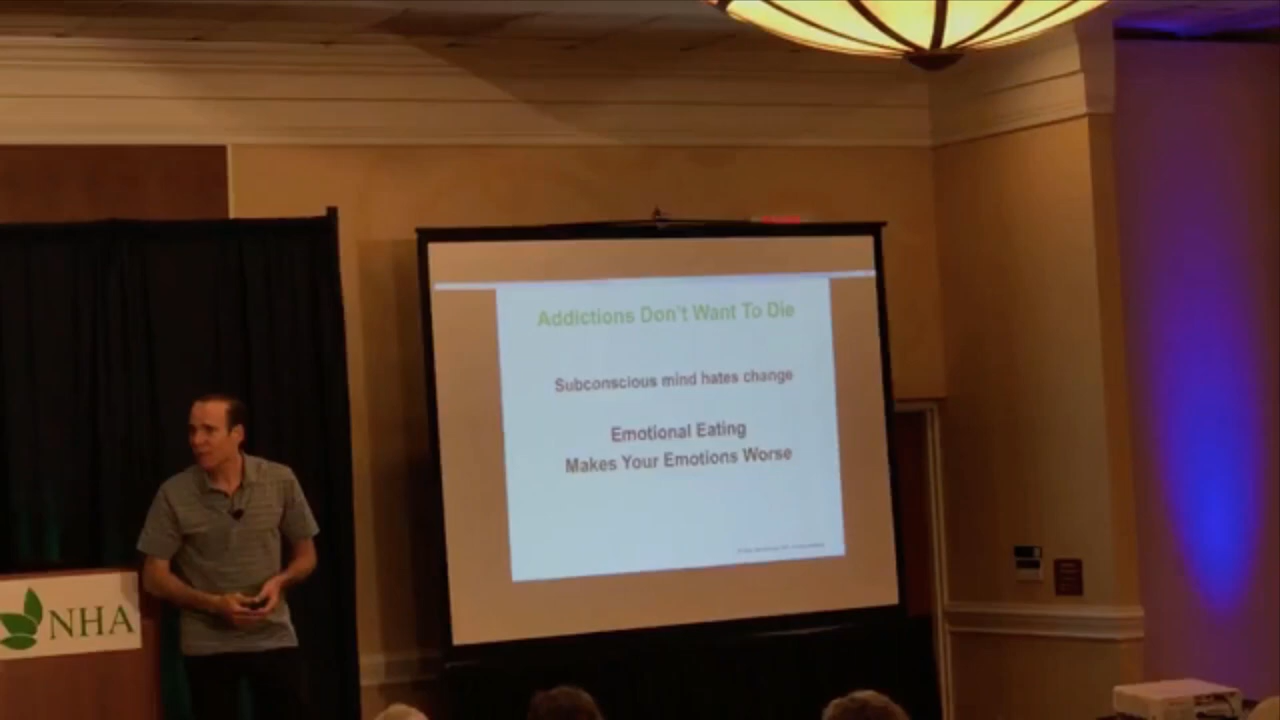 Addictions Don't Want To Die
Subconscious mind hates change
Emotional Eating
Makes Your Emotions Worse
NHA